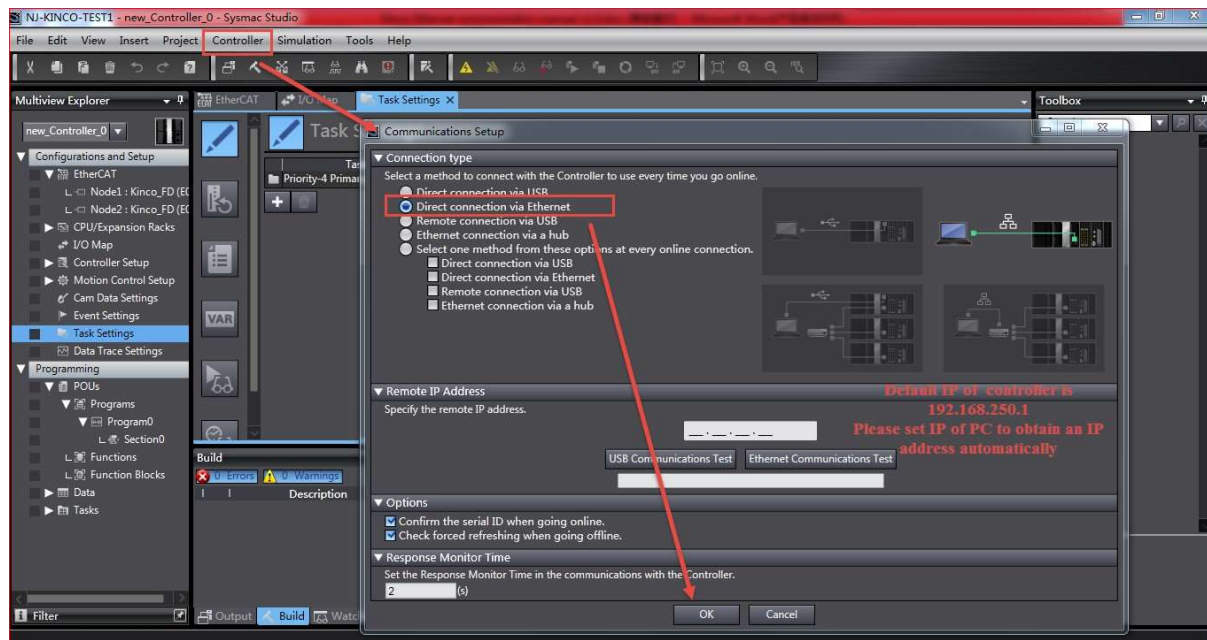 NJ-KINCO-TEST1 - new_Controller_0 - Sysmac Studio
File Edit View Insert Project Controller Simulation Tools Help
Multiview Explorer
EtherCAT
I/O Map
Task Settings
Toolbox
new_Controller_0
Configurations and Setup
EtherCAT
Node1 : Kinco_FD (E
Node2 : Kinco_FD (E
CPU/Expansion Racks
I/O Map
Controller Setup
Motion Control Setup
Cam Data Settings
Event Settings
Task Settings
Data Trace Settings
Programming
POUs
Programs
Program0
Section0
Functions
Function Blocks
Data
Tasks
Filter
Task S
Ta
Priority-4 Primar
VAR
Build
0 Errors 0 Warnings
Description
Output Build Watc
Communications Setup
Connection type
Select a method to connect with the Controller to use every time you go online.
Direct connection via USB
Direct connection via Ethernet
Remote connection via USB
Ethernet connection via a hub
Select one method from these options at every online connection.
Direct connection via USB
Direct connection via Ethernet
Remote connection via USB
Ethernet connection via a hub
Remote IP Address
Specify the remote IP address.
Default IP of controller is
192.168.250.1
Please set IP of PC to obtain an IP
address automatically
USB Communications Test Ethernet Communications Test
Options
Confirm the serial ID when going online.
Check forced refreshing when going offline.
Response Monitor Time
Set the Response Monitor Time in the communications with the Controller.
2 (s)
OK Cancel